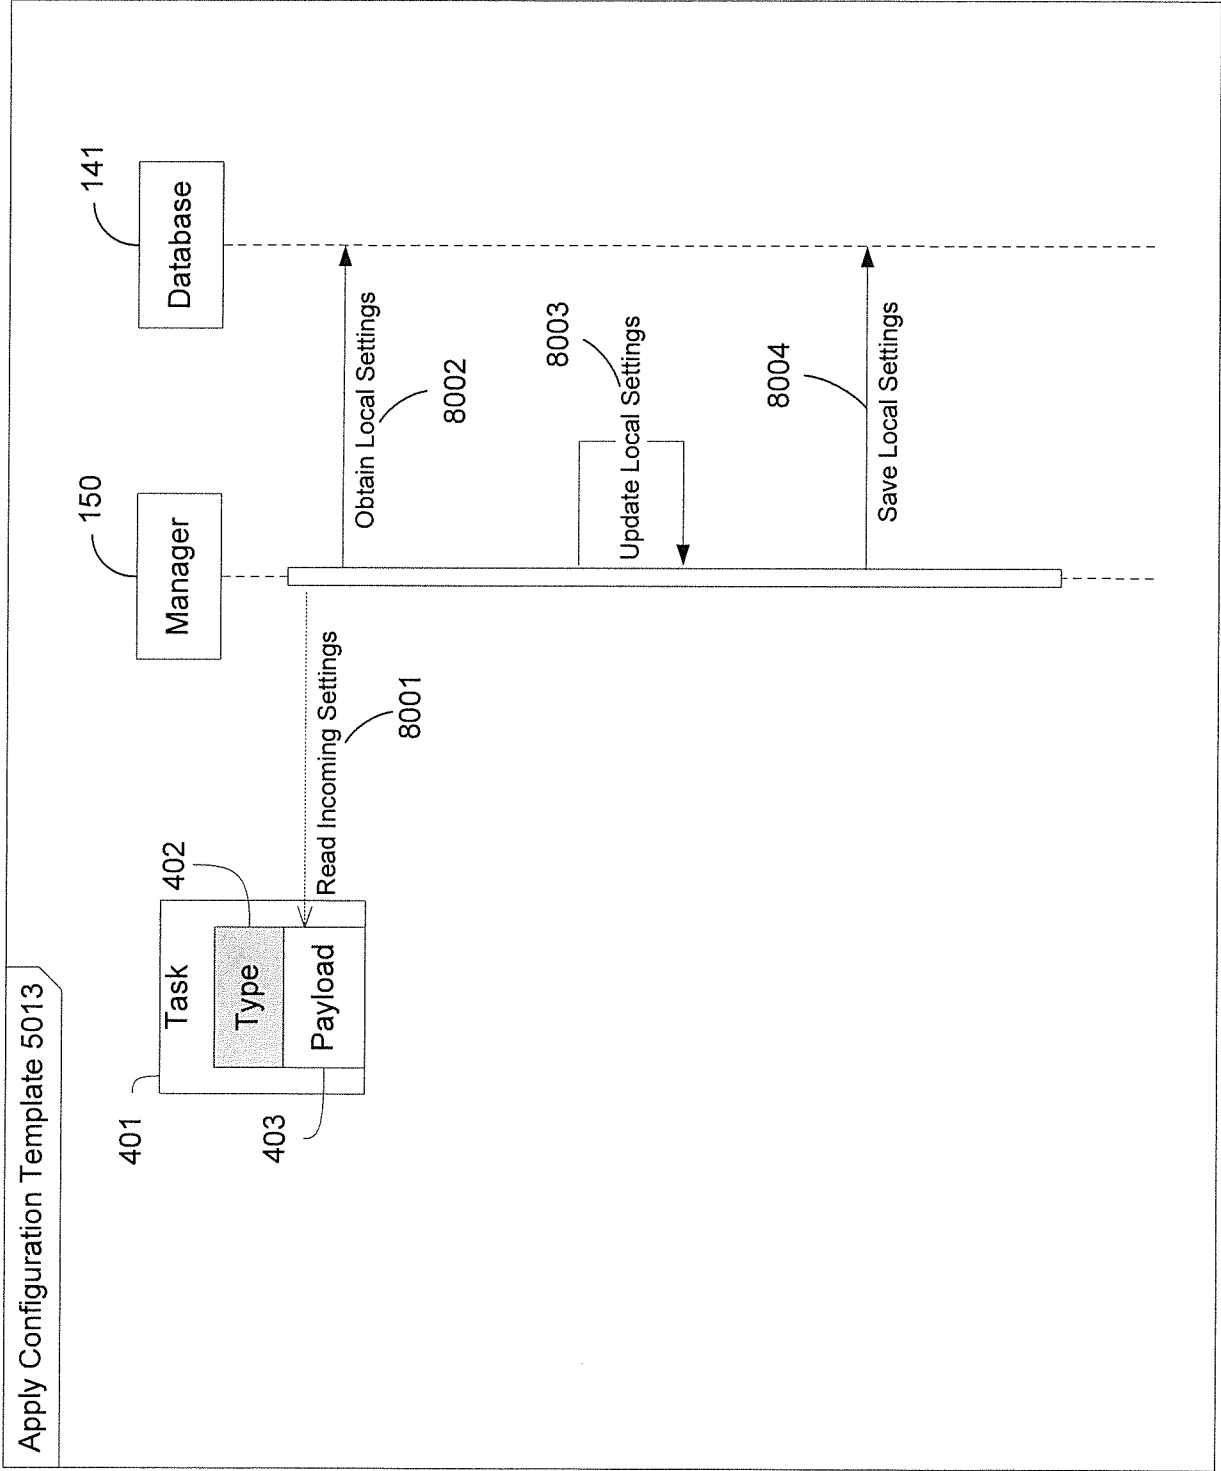 Apply Configuration Template 5013
401
Task
402
Type
403
Payload
150
Manager
141
Database
Read Incoming Settings
8001
Obtain Local Settings
8002
Update Local Settings
8003
Save Local Settings
8004